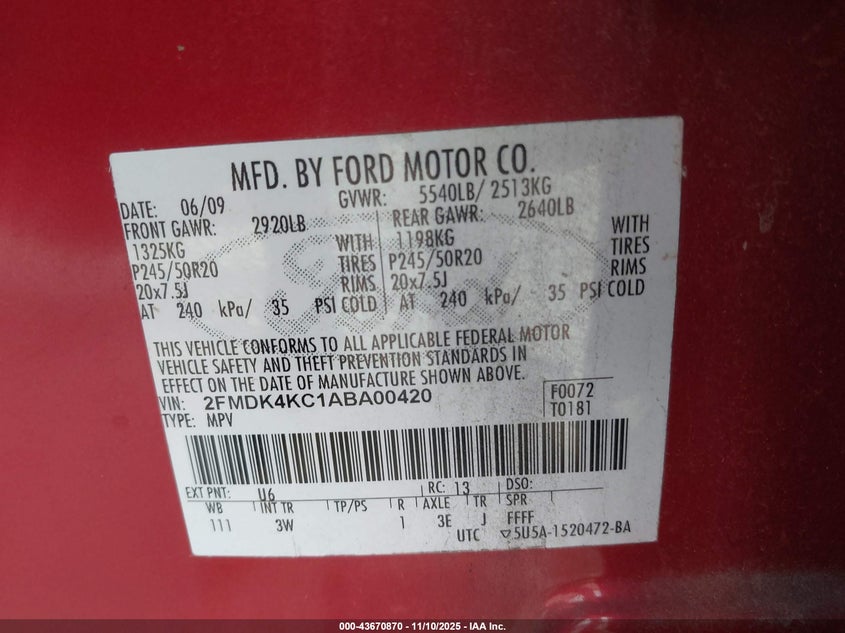 MFD. BY FORD MOTOR CO.
DATE: 06/09 GVWR: 5540LB/ 2513KG
FRONT GAWR: 2920LB REAR GAWR: 2640LB
1325KG WITH 1198KG WITH
P245/50R20 TIRES P245/50R20 TIRES
20x7.5J RIMS 20x7.5J RIMS
AT 240 kPa/ 35 PSI COLD AT 240 kPa/ 35 PSI COLD
THIS VEHICLE CONFORMS TO ALL APPLICABLE FEDERAL MOTOR
VEHICLE SAFETY AND THEFT PREVENTION STANDARDS IN
EFFECT ON THE DATE OF MANUFACTURE SHOWN ABOVE.
VIN: 2FMDK4KC1ABA00420 F0072
TYPE: MPV T0181
EXT PNT: U6 RC: 13 DSO:
WB INT TR TP/PS R AXLE TR SPR
111 3W 1 3E J FFFF
UTC ▽5U5A-1520472-BA
000-43670870 - 11/10/2025 - IAA Inc.